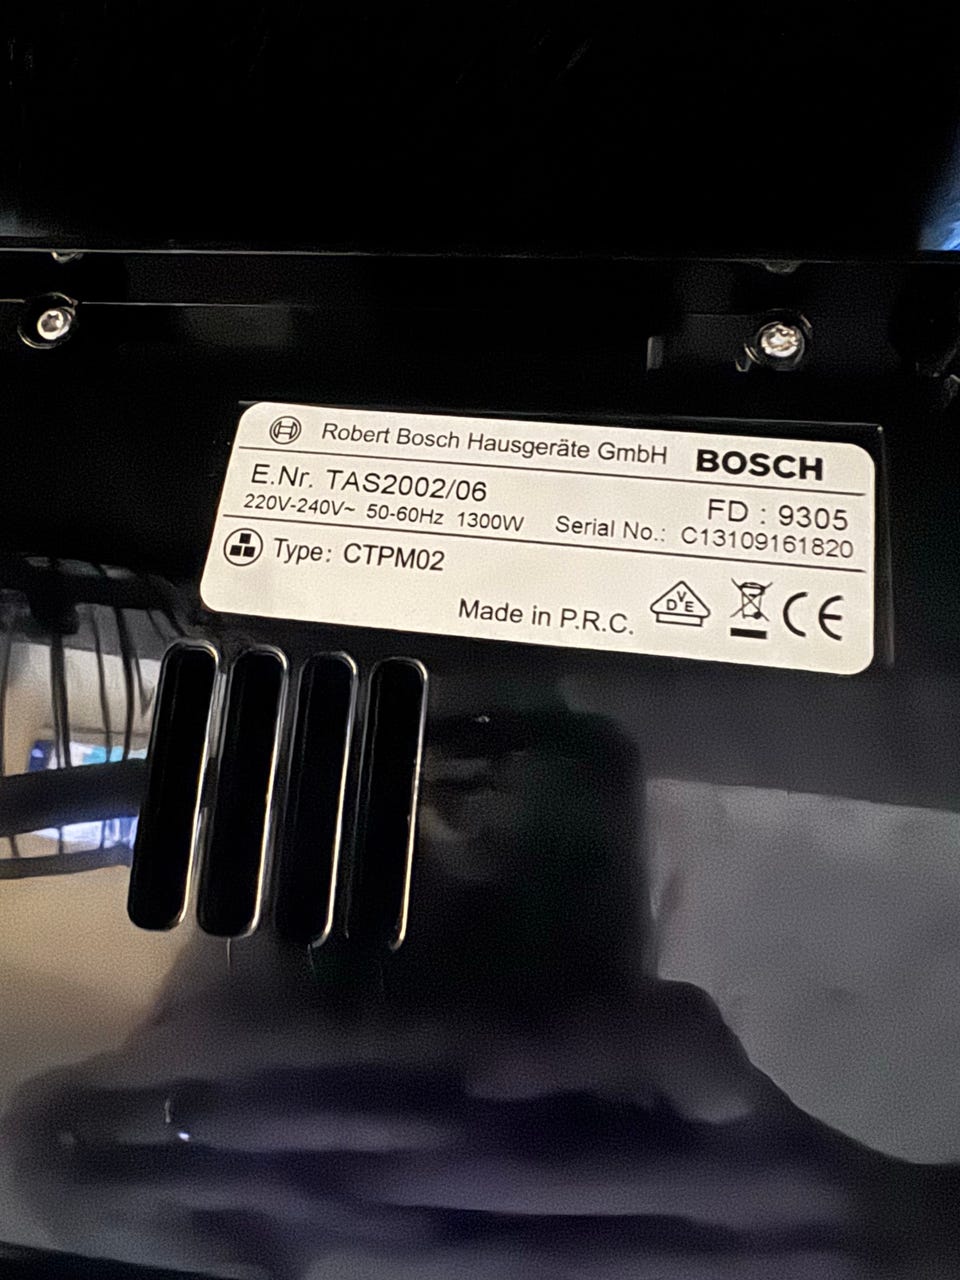 Robert Bosch Hausgeräte GmbH BOSCH
E.Nr. TAS2002/06 FD : 9305
220V-240V~ 50-60Hz 1300W Serial No.: C13109161820
Type: CTPM02
Made in P.R.C. DVE CE